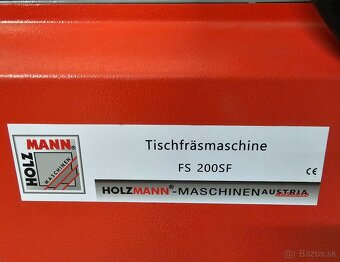 HOLZ
MANN®
MASCHINEN
Tischfräsmaschine
FS 200SF
CE
HOLZMANN®-MASCHINEN AUSTRIA
© Bazos.sk